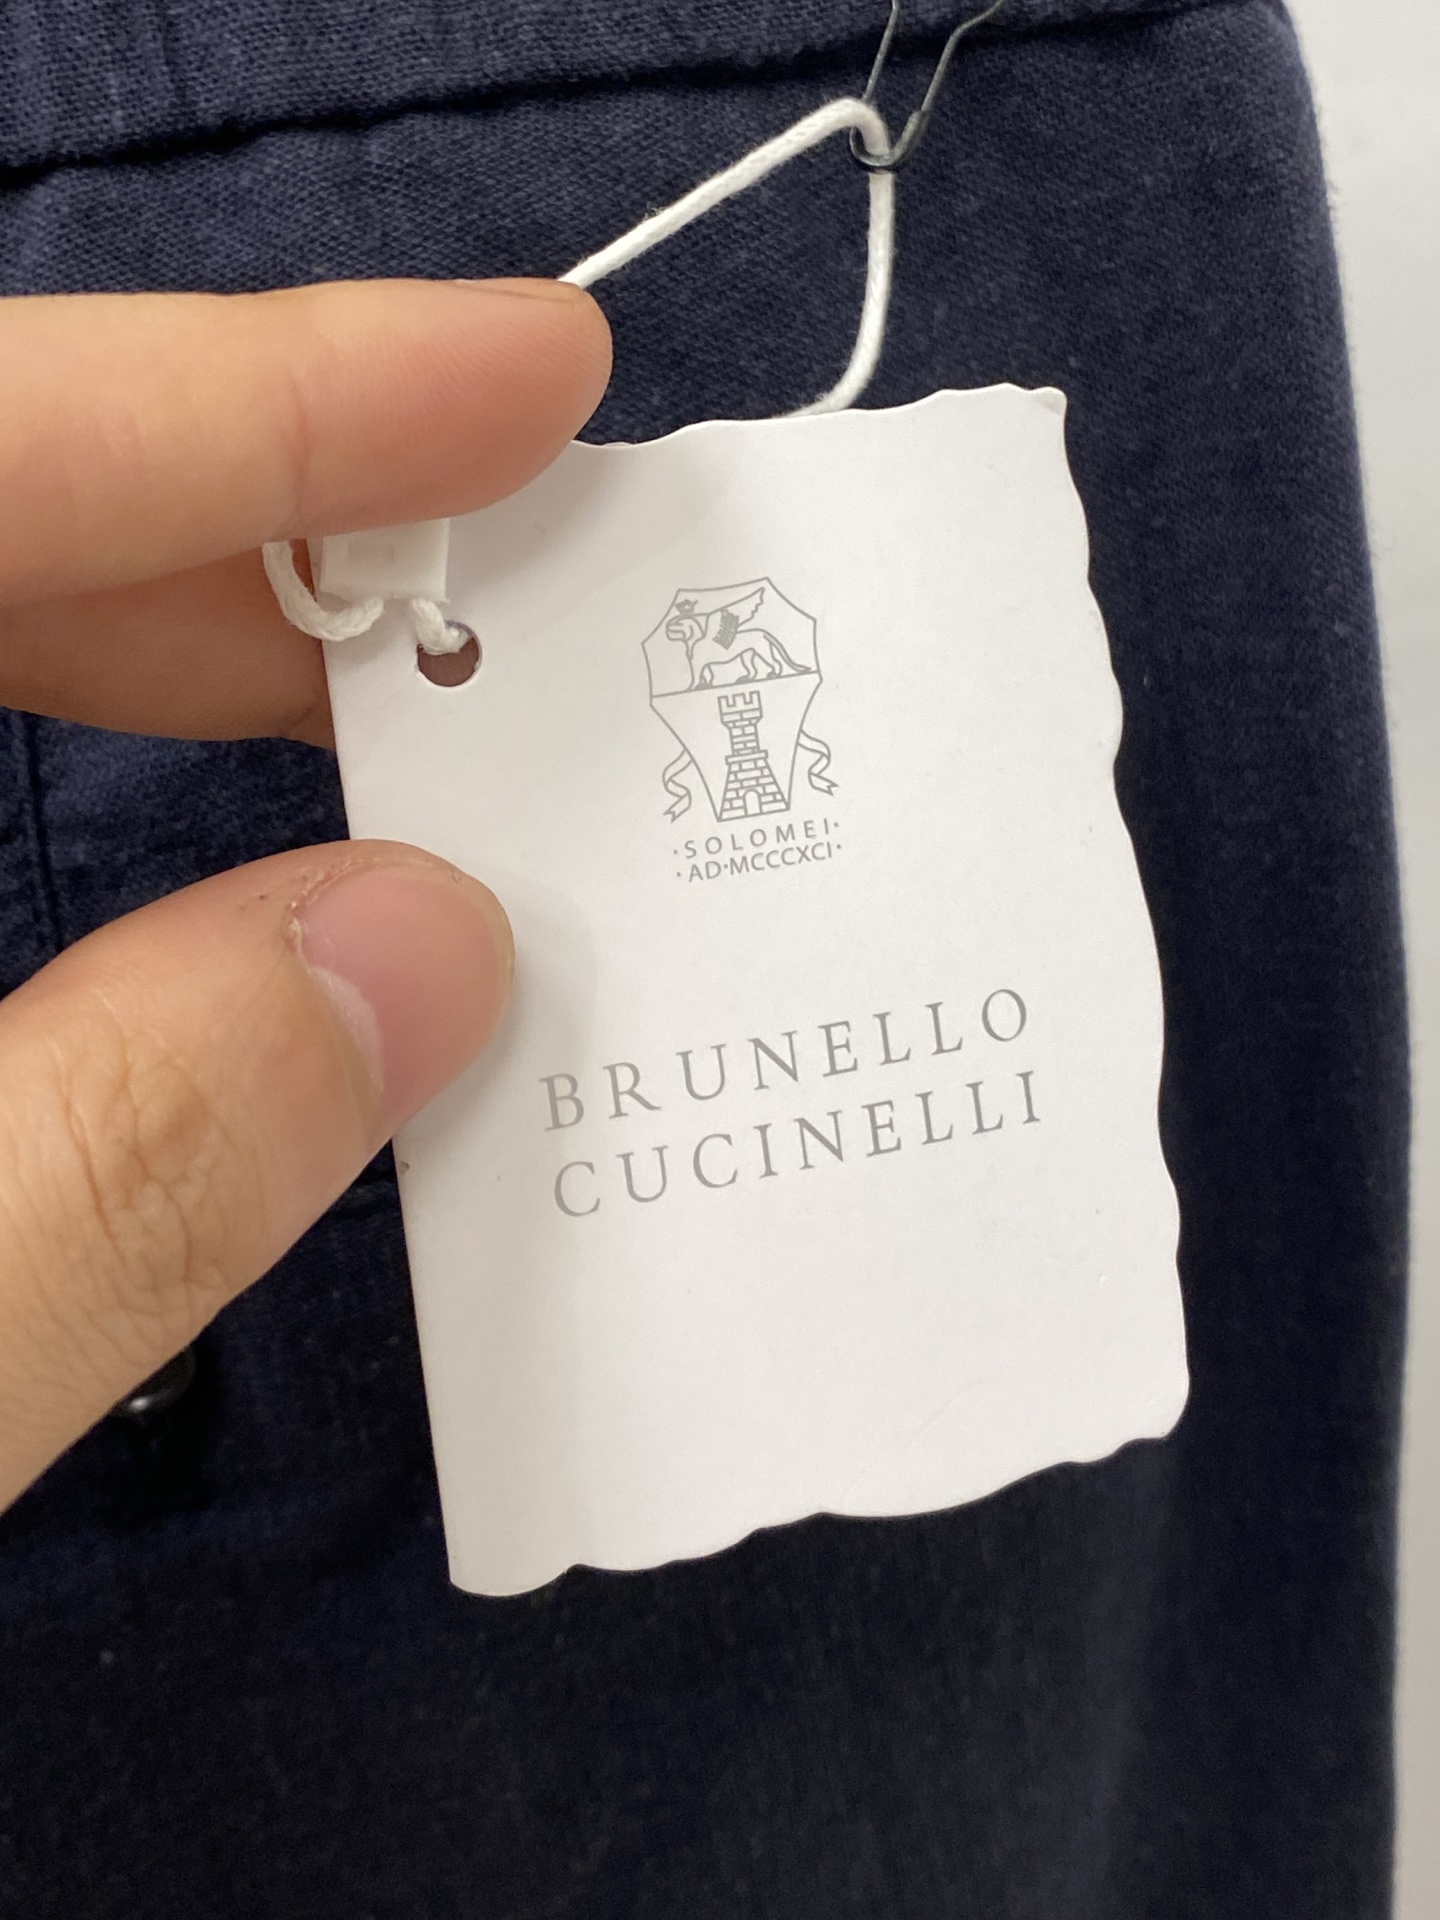 ·SOLOMEI·
·AD·MCCCXCI·
BRUNELLO
CUCINELLI